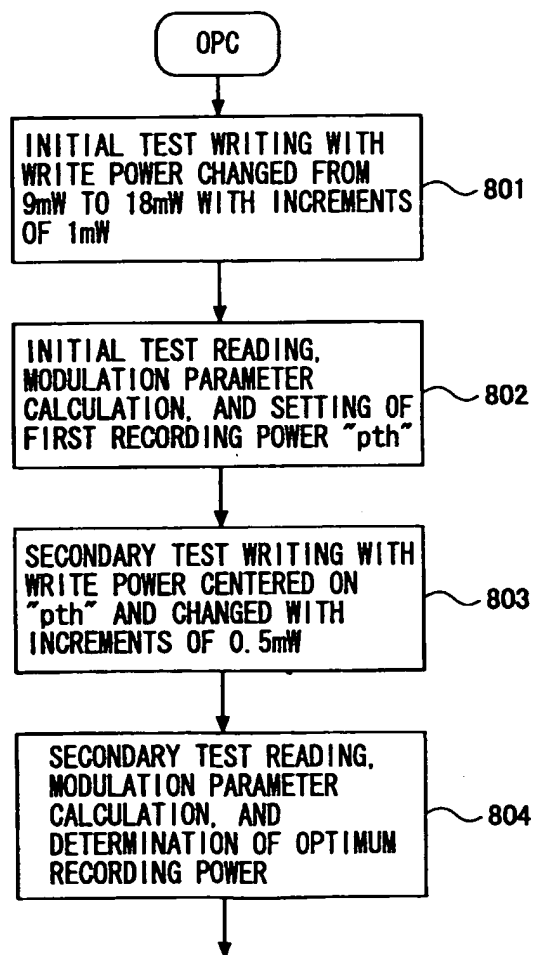 OPC
INITIAL TEST WRITING WITH
WRITE POWER CHANGED FROM
9mW TO 18mW WITH INCREMENTS
OF 1mW
801
INITIAL TEST READING,
MODULATION PARAMETER
CALCULATION, AND SETTING OF
FIRST RECORDING POWER "pth"
802
SECONDARY TEST WRITING WITH
WRITE POWER CENTERED ON
"pth" AND CHANGED WITH
INCREMENTS OF 0.5mW
803
SECONDARY TEST READING,
MODULATION PARAMETER
CALCULATION, AND
DETERMINATION OF OPTIMUM
RECORDING POWER
804